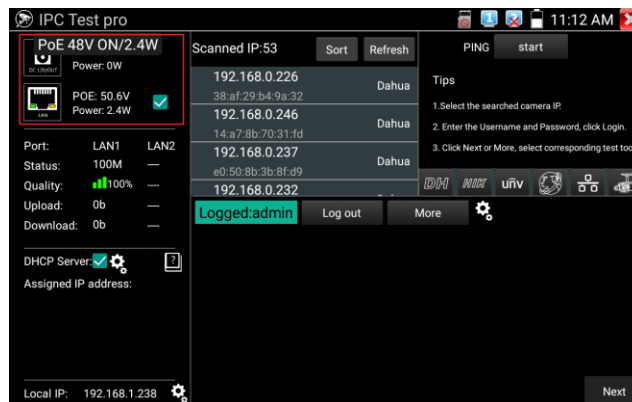 IPC Test pro
11:12 AM
PoE 48V ON/2.4W
DC 12V/OUT
Power: 0W
LAN
POE: 50.6V
Power: 2.4W
Port: LAN1 LAN2
Status: 100M —
Quality: 100% —
Upload: 0b —
Download: 0b —
DHCP Server: ?
Assigned IP address:
Local IP: 192.168.1.238
Scanned IP:53 Sort Refresh
192.168.0.226 Dahua
38:af:29:b4:9a:32
192.168.0.246 Dahua
14:a7:8b:70:31:fd
192.168.0.237 Dahua
e0:50:8b:3b:8f:d9
192.168.0.232
PING start
Tips
1.Select the searched camera IP.
2. Enter the Username and Password, click Login.
3. Click Next or More, select corresponding test too
DH HIK unv
Logged:admin Log out More
Next